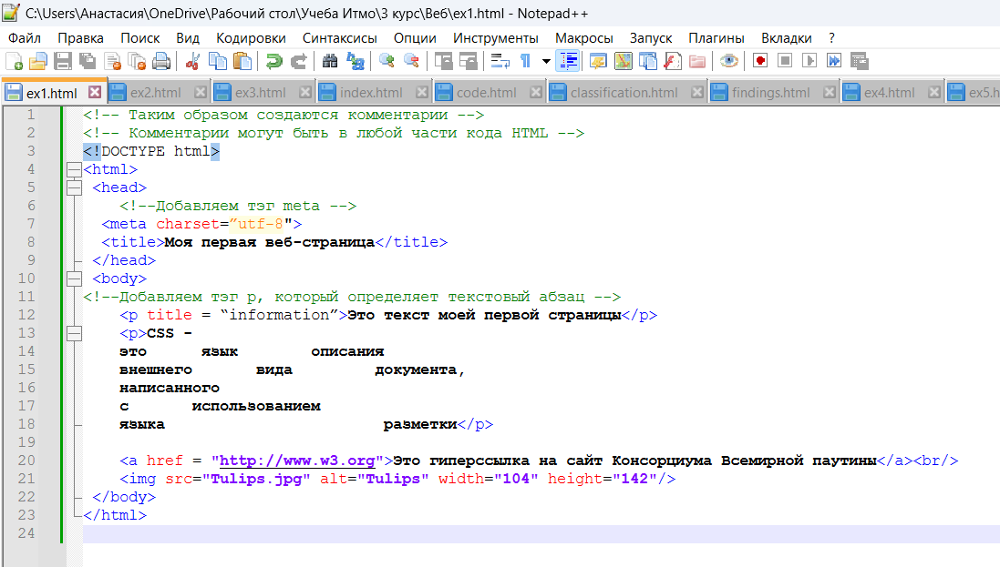 C:\Users\Анастасия\OneDrive\Рабочий стол\Учеба Итмо\3 курс\Веб\ex1.html - Notepad++
Файл Правка Поиск Вид Кодировки Синтаксисы Опции Инструменты Макросы Запуск Плагины Вкладки ?
ex1.html ex2.html ex3.html index.html code.html classification.html findings.html ex4.html ex5.h
1 <!-- Таким образом создаются комментарии -->
2 <!-- Комментарии могут быть в любой части кода HTML -->
3 <!DOCTYPE html>
4 <html>
5 <head>
6 <!--Добавляем тэг meta -->
7 <meta charset=”utf-8">
8 <title>Моя первая веб-страница</title>
9 </head>
10 <body>
11 <!--Добавляем тэг p, который определяет текстовый абзац -->
12 <p title = “information”>Это текст моей первой страницы</p>
13 <p>CSS -
14 это язык описания
15 внешнего вида документа,
16 написанного
17 с использованием
18 языка разметки</p>
19
20 <a href = "http://www.w3.org">Это гиперссылка на сайт Консорциума Всемирной паутины</a><br/>
21 <img src="Tulips.jpg" alt="Tulips" width="104" height="142"/>
22 </body>
23 </html>
24